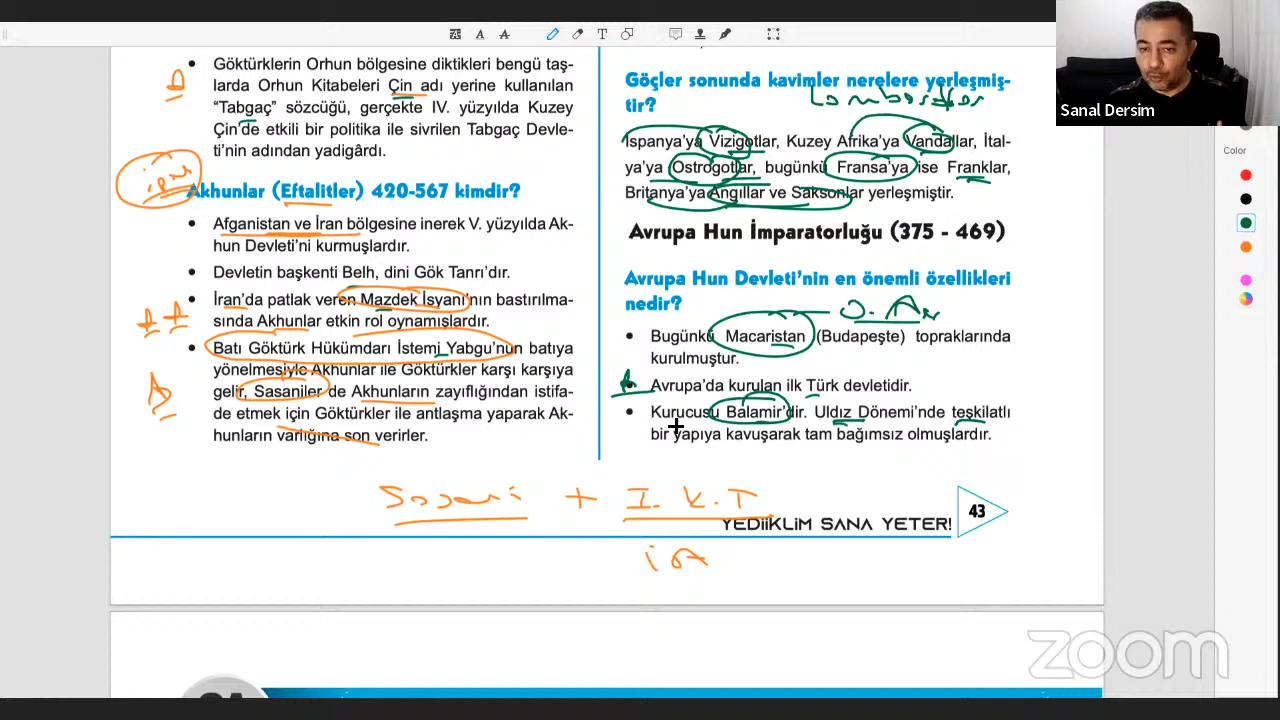 Göktürklerin Orhun bölgesine diktikleri bengü taş-
larda Orhun Kitabeleri Çin adı yerine kullanılan
“Tabgaç” sözcüğü, gerçekte IV. yüzyılda Kuzey
Çin’de etkili bir politika ile sivrilen Tabgaç Devle-
ti’nin adından yadigârdı.
ipek
Akhunlar (Eftalitler) 420-567 kimdir?
Afganistan ve İran bölgesine inerek V. yüzyılda Ak-
hun Devleti’ni kurmuşlardır.
Devletin başkenti Belh, dini Gök Tanrı’dır.
İran’da patlak veren Mazdek İsyanı’nın bastırılma-
sında Akhunlar etkin rol oynamışlardır.
Batı Göktürk Hükümdarı İstemi Yabgu’nun batıya
yönelmesiyle Akhunlar ile Göktürkler karşı karşıya
gelir, Sasaniler de Akhunların zayıflığından istifa-
de etmek için Göktürkler ile antlaşma yaparak Ak-
hunların varlığına son verirler.
Göçler sonunda kavimler nerelere yerleşmiş-
tir?
İspanya’ya Vizigotlar, Kuzey Afrika’ya Vandallar, İtal-
ya’ya Ostrogotlar, bugünkü Fransa’ya ise Franklar,
Britanya’ya Angıllar ve Saksonlar yerleşmiştir.
Avrupa Hun İmparatorluğu (375 - 469)
Avrupa Hun Devleti’nin en önemli özellikleri
nedir?
O. Av
Bugünkü Macaristan (Budapeşte) topraklarında
kurulmuştur.
Avrupa’da kurulan ilk Türk devletidir.
Kurucusu Balamir’dir. Uldız Dönemi’nde teşkilatlı
bir yapıya kavuşarak tam bağımsız olmuşlardır.
Sasani + I. K. T
YEDİİKLİM SANA YETER!
43
Sanal Dersim
Color
zoom